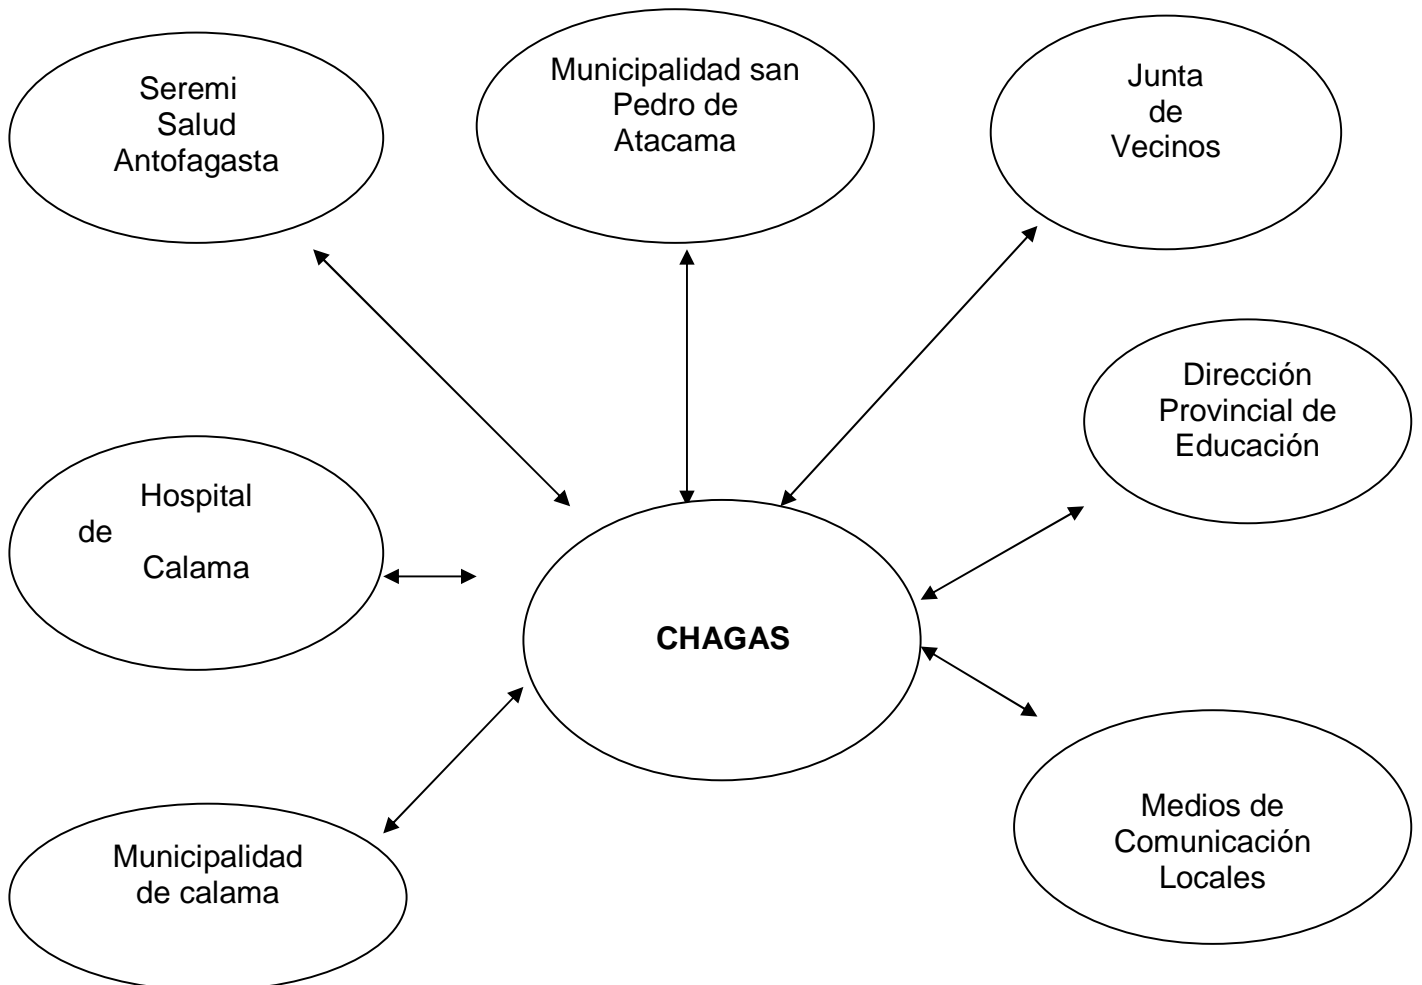 Seremi
Salud
Antofagasta
Municipalidad san
Pedro de
Atacama
Junta
de
Vecinos
Dirección
Provincial de
Educación
Hospital
de
Calama
CHAGAS
Medios de
Comunicación
Locales
Municipalidad
de calama